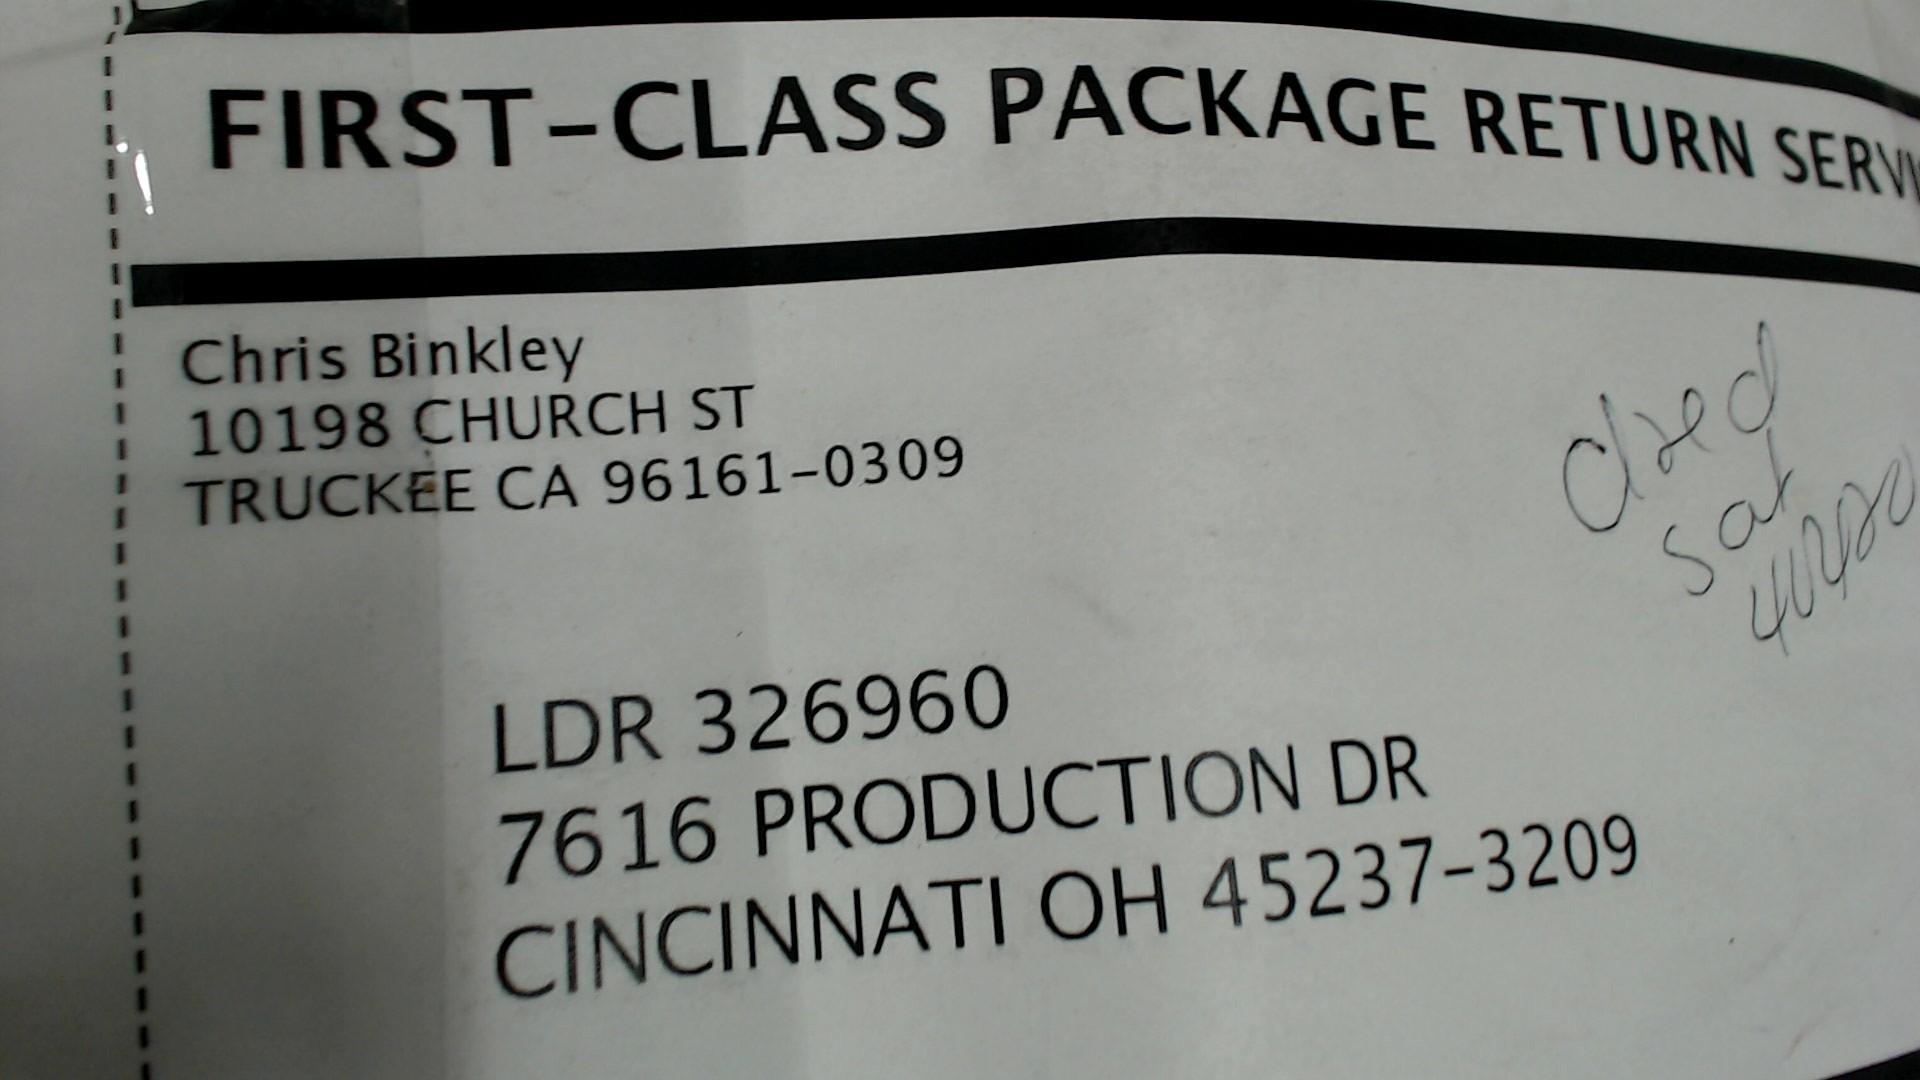 FIRST-CLASS PACKAGE RETURN
Chris Binkley
10198 CHURCH ST
TRUCKEE CA 96161-0309
sat
LDR 326960
7616 PRODUCTION DR
CINCINNATI OH 45237-3209